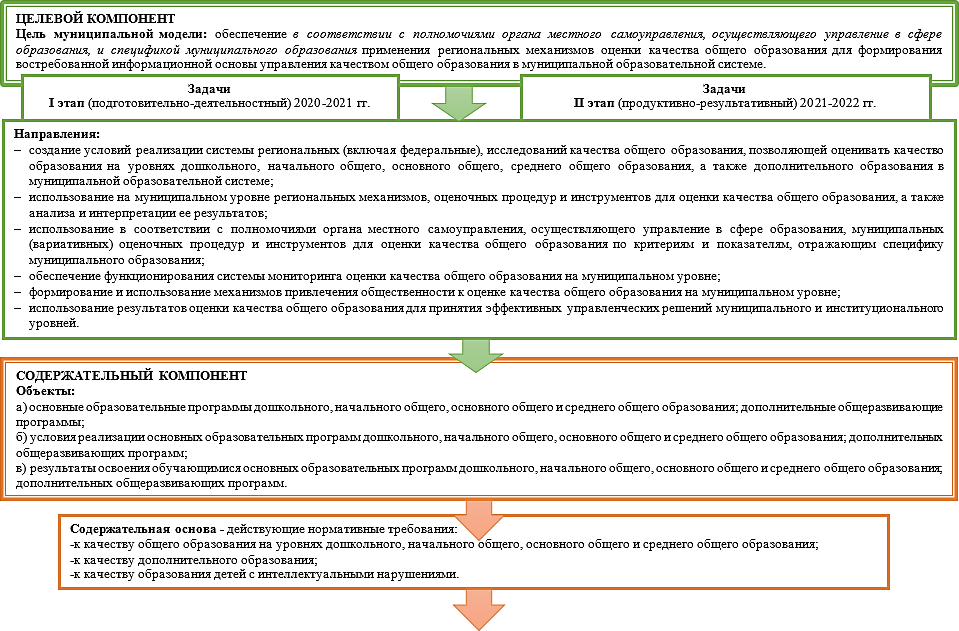 ЦЕЛЕВОЙ КОМПОНЕНТ
Цель муниципальной модели: обеспечение в соответствии с полномочиями органа местного самоуправления, осуществляющего управление в сфере
образования, и спецификой муниципального образования применения региональных механизмов оценки качества общего образования для формирования
востребованной информационной основы управления качеством общего образования в муниципальной образовательной системе.
Задачи
I этап (подготовительно-деятельностный) 2020-2021 гг.
Задачи
II этап (продуктивно-результативный) 2021-2022 гг.
Направления:
– создание условий реализации системы региональных (включая федеральные), исследований качества общего образования, позволяющей оценивать качество
образования на уровнях дошкольного, начального общего, основного общего, среднего общего образования, а также дополнительного образования в
муниципальной образовательной системе;
– использование на муниципальном уровне региональных механизмов, оценочных процедур и инструментов для оценки качества общего образования, а также
анализа и интерпретации ее результатов;
– использование в соответствии с полномочиями органа местного самоуправления, осуществляющего управление в сфере образования, муниципальных
(вариативных) оценочных процедур и инструментов для оценки качества общего образования по критериям и показателям, отражающим специфику
муниципального образования;
– обеспечение функционирования системы мониторинга оценки качества общего образования на муниципальном уровне;
– формирование и использование механизмов привлечения общественности к оценке качества общего образования на муниципальном уровне;
– использование результатов оценки качества общего образования для принятия эффективных управленческих решений муниципального и институционального
уровней.
СОДЕРЖАТЕЛЬНЫЙ КОМПОНЕНТ
Объекты:
а) основные образовательные программы дошкольного, начального общего, основного общего и среднего общего образования; дополнительные общеразвивающие
программы;
б) условия реализации основных образовательных программ дошкольного, начального общего, основного общего и среднего общего образования; дополнительных
общеразвивающих программ;
в) результаты освоения обучающимися основных образовательных программ дошкольного, начального общего, основного общего и среднего общего образования;
дополнительных общеразвивающих программ.
Содержательная основа - действующие нормативные требования:
-к качеству общего образования на уровнях дошкольного, начального общего, основного общего и среднего общего образования;
-к качеству дополнительного образования;
-к качеству образования детей с интеллектуальными нарушениями.